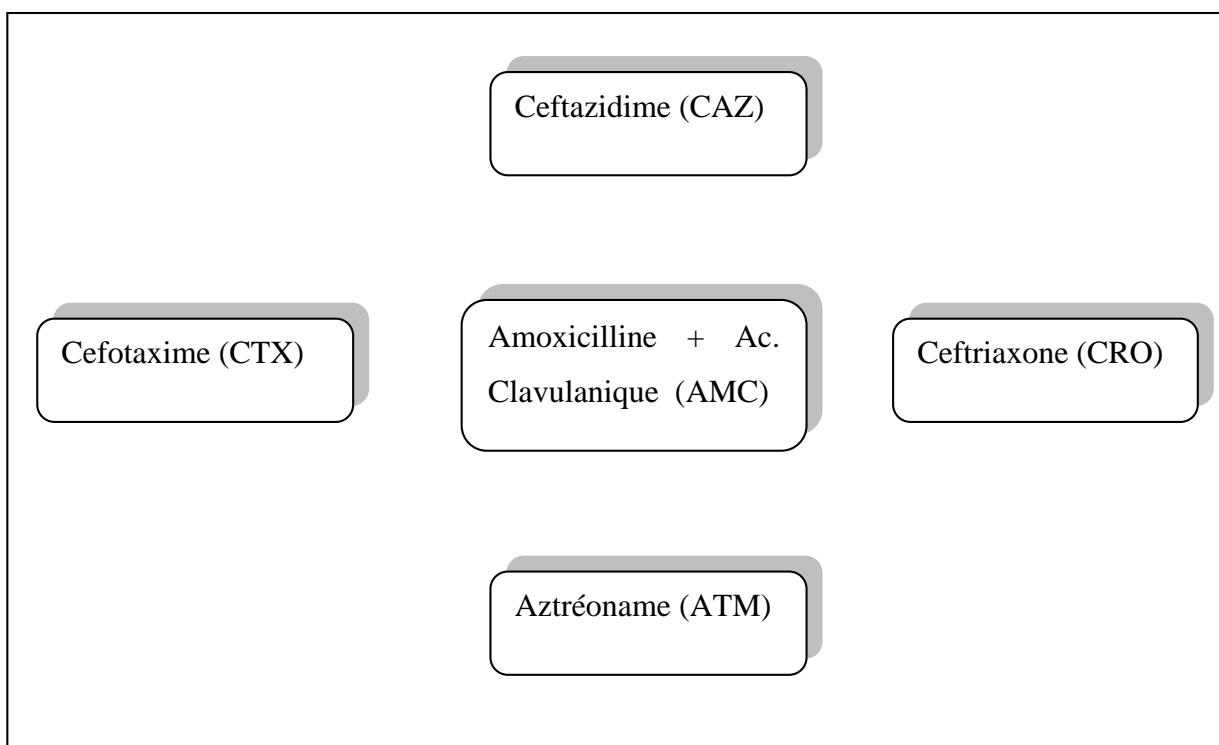 Ceftazidime (CAZ)
Cefotaxime (CTX)
Amoxicilline + Ac.
Clavulanique (AMC)
Ceftriaxone (CRO)
Aztréoname (ATM)